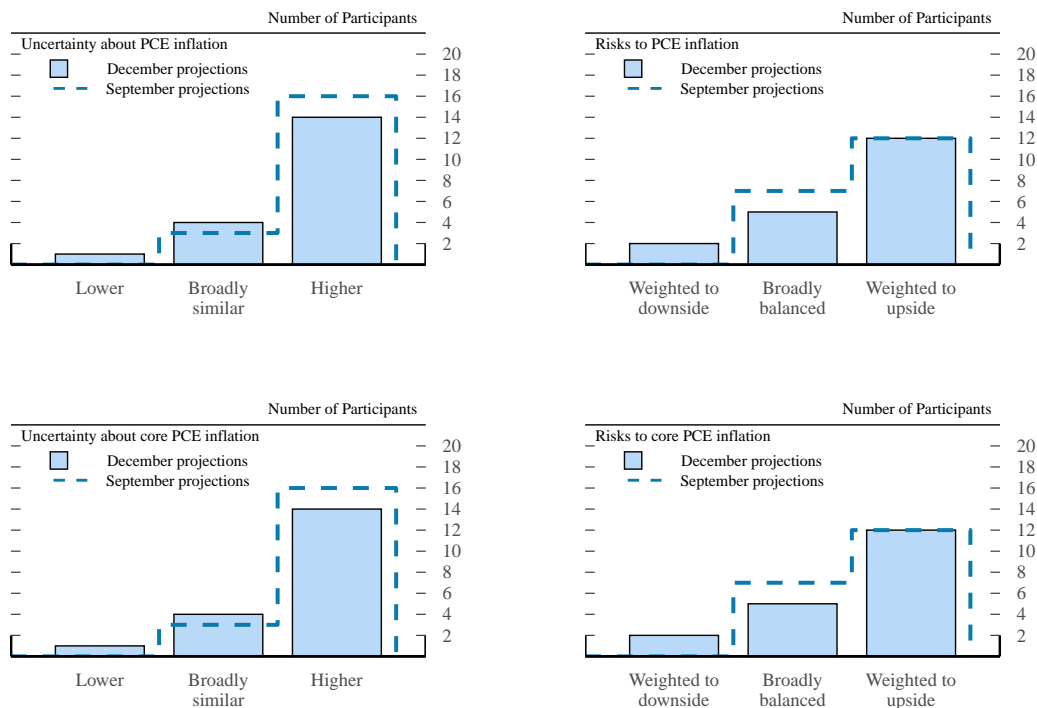 Number of Participants
Uncertainty about PCE inflation
December projections
September projections
20
18
16
14
12
10
8
6
4
2
Lower
Broadly
similar
Higher
Number of Participants
Risks to PCE inflation
December projections
September projections
20
18
16
14
12
10
8
6
4
2
Weighted to
downside
Broadly
balanced
Weighted to
upside
Number of Participants
Uncertainty about core PCE inflation
December projections
September projections
20
18
16
14
12
10
8
6
4
2
Lower
Broadly
similar
Higher
Number of Participants
Risks to core PCE inflation
December projections
September projections
20
18
16
14
12
10
8
6
4
2
Weighted to
downside
Broadly
balanced
Weighted to
upside